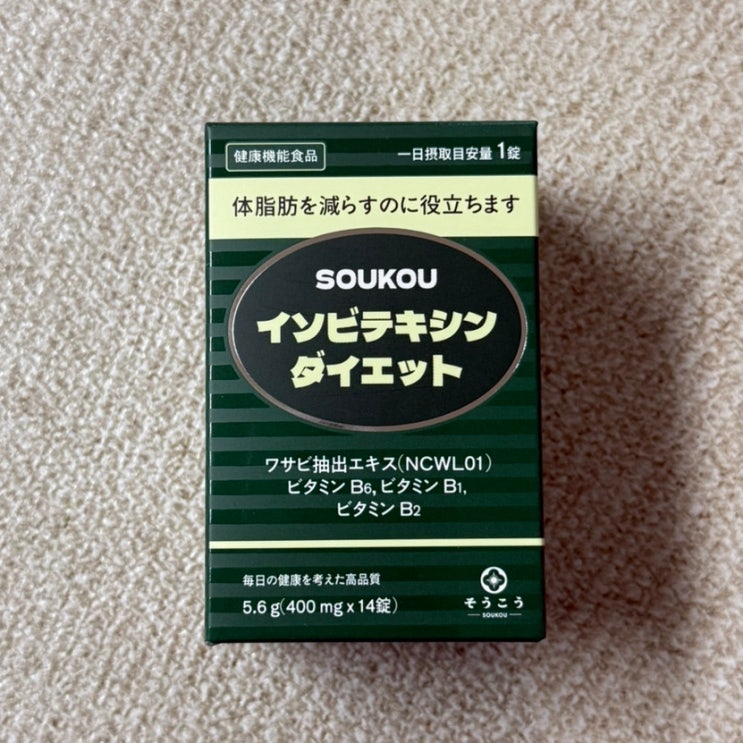 健康機能食品
一日摂取目安量 1錠
体脂肪を減らすのに役立ちます
SOUKOU
イソビテキシン
ダイエット
ワサビ抽出エキス(NCWL01)
ビタミン B6, ビタミン B1,
ビタミン B2
毎日の健康を考えた高品質
5.6 g(400 mg x 14錠)
そうこう
SOUKOU